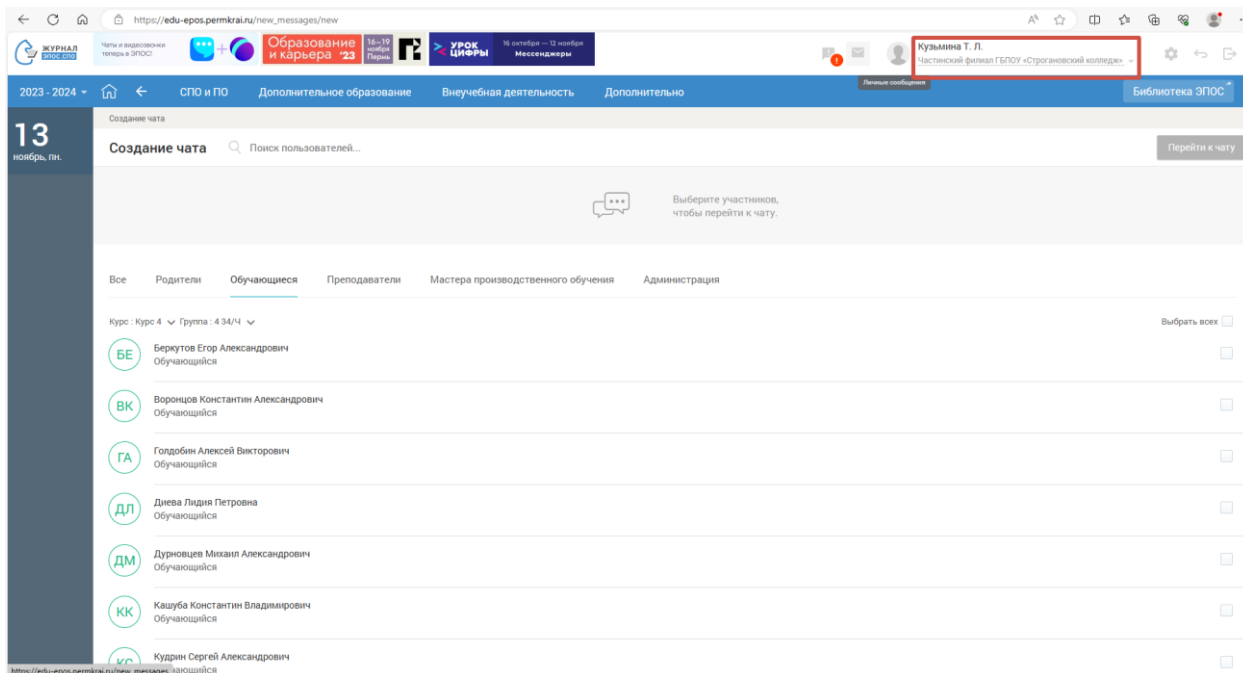 https://edu-epos.permkrai.ru/new_messages/new
ЖУРНАЛ
ЭПОС.СПО
Чаты и видеозвонки
теперь в ЭПОС!
Образование
и карьера '23
16–19
ноября
Пермь
УРОК
ЦИФРЫ
16 октября — 12 ноября
Мессенджеры
Кузьмина Т. Л.
Частинский филиал ГБПОУ «Строгановский колледж»
Личные сообщения
2023 - 2024 СПО и ПО Дополнительное образование Внеучебная деятельность Дополнительно Библиотека ЭПОС
13
ноябрь, пн.
Создание чата
Создание чата Поиск пользователей... Перейти к чату
Выберите участников,
чтобы перейти к чату.
Все Родители Обучающиеся Преподаватели Мастера производственного обучения Администрация
Курс : Курс 4 Группа : 4 34/Ч Выбрать всех
БЕ
Беркутов Егор Александрович
Обучающийся
ВК
Воронцов Константин Александрович
Обучающийся
ГА
Голдобин Алексей Викторович
Обучающийся
ДЛ
Диева Лидия Петровна
Обучающийся
ДМ
Дурновцев Михаил Александрович
Обучающийся
КК
Кашуба Константин Владимирович
Обучающийся
КС
Кудрин Сергей Александрович
https://edu-epos.permkrai.ru/new_messages